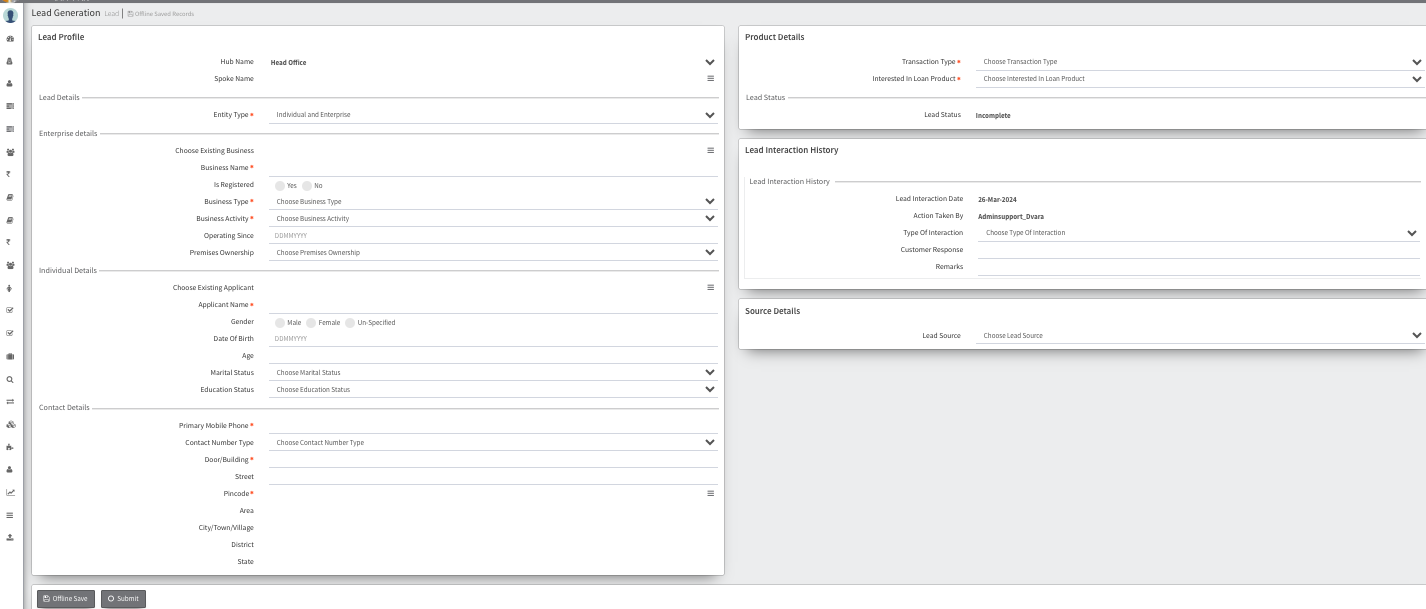 Lead Generation Lead | Offline Saved Records
Lead Profile
Hub Name Head Office
Spoke Name
Lead Details
Entity Type * Individual and Enterprise
Enterprise details
Choose Existing Business
Business Name *
Is Registered Yes No
Business Type * Choose Business Type
Business Activity * Choose Business Activity
Operating Since DDMMYYYY
Premises Ownership Choose Premises Ownership
Individual Details
Choose Existing Applicant
Applicant Name *
Gender Male Female Un-Specified
Date Of Birth DDMMYYYY
Age
Marital Status Choose Marital Status
Education Status Choose Education Status
Contact Details
Primary Mobile Phone *
Contact Number Type Choose Contact Number Type
Door/Building *
Street
Pincode *
Area
City/Town/Village
District
State
Offline Save Submit
Product Details
Transaction Type * Choose Transaction Type
Interested In Loan Product * Choose Interested In Loan Product
Lead Status
Lead Status Incomplete
Lead Interaction History
Lead Interaction History
Lead Interaction Date 26-Mar-2024
Action Taken By Adminsupport_Dvara
Type Of Interaction Choose Type Of Interaction
Customer Response
Remarks
Source Details
Lead Source Choose Lead Source